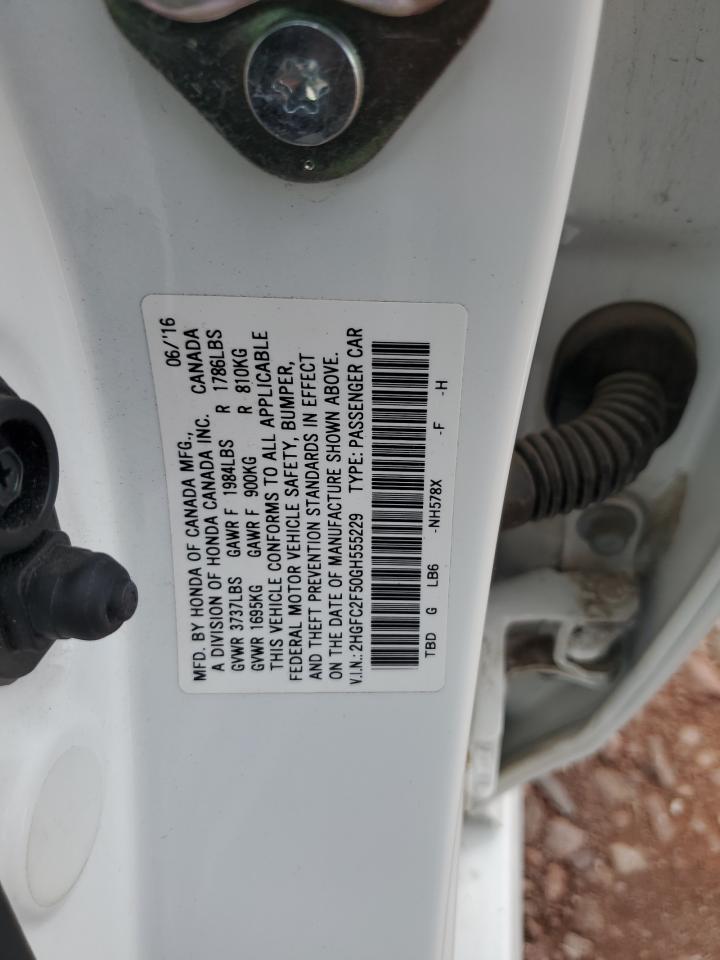 MFD. BY HONDA OF CANADA MFG., 06/'16
A DIVISION OF HONDA CANADA INC. CANADA
GVWR 3737LBS GAWR F 1984LBS R 1786LBS
GVWR 1695KG GAWR F 900KG R 810KG
THIS VEHICLE CONFORMS TO ALL APPLICABLE
FEDERAL MOTOR VEHICLE SAFETY, BUMPER,
AND THEFT PREVENTION STANDARDS IN EFFECT
ON THE DATE OF MANUFACTURE SHOWN ABOVE.
V.I.N.: 2HGFC2F50GH555229 TYPE: PASSENGER CAR
TBD G LB6 -NH578X -F -H